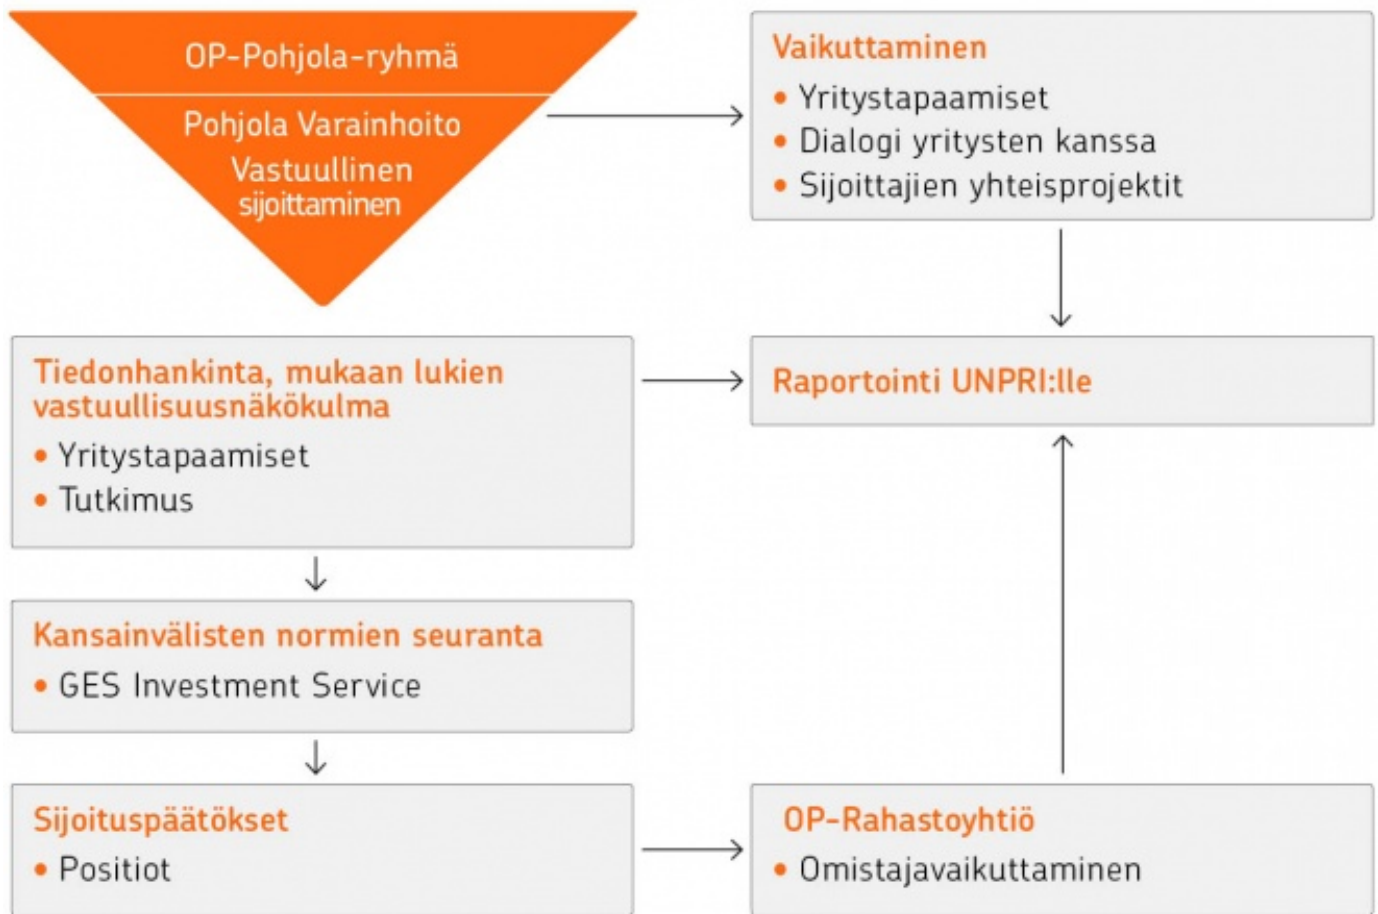 OP-Pohjola-ryhmä
Pohjola Varainhoito
Vastuullinen
sijoittaminen
Vaikuttaminen
• Yritystapaamiset
• Dialogi yritysten kanssa
• Sijoittajien yhteisprojektit
Tiedonhankinta, mukaan lukien
vastuullisuusnäkökulma
• Yritystapaamiset
• Tutkimus
Raportointi UNPRI:lle
Kansainvälisten normien seuranta
• GES Investment Service
Sijoituspäätökset
• Positiot
OP-Rahastoyhtiö
• Omistajavaikuttaminen